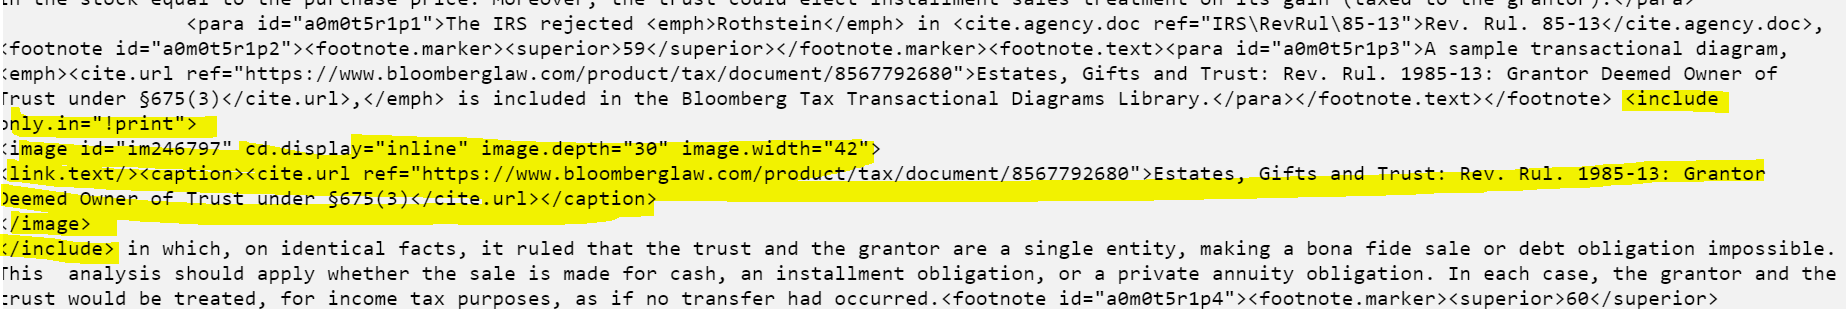 in the stock equal to the purchase price. Moreover, the trust could elect installment sales treatment on its gain (taxed to the grantor).</para>
<para id="a0m0t5r1p1">The IRS rejected <emph>Rothstein</emph> in <cite.agency.doc ref="IRS\RevRul\85-13">Rev. Rul. 85-13</cite.agency.doc>,
<footnote id="a0m0t5r1p2"><footnote.marker><superior>59</superior></footnote.marker><footnote.text><para id="a0m0t5r1p3">A sample transactional diagram,
<emph><cite.url ref="https://www.bloomberglaw.com/product/tax/document/8567792680">Estates, Gifts and Trust: Rev. Rul. 1985-13: Grantor Deemed Owner of
Trust under §675(3)</cite.url>,</emph> is included in the Bloomberg Tax Transactional Diagrams Library.</para></footnote.text></footnote> <include
only.in="!print">
<image id="im246797" cd.display="inline" image.depth="30" image.width="42">
<link.text/><caption><cite.url ref="https://www.bloomberglaw.com/product/tax/document/8567792680">Estates, Gifts and Trust: Rev. Rul. 1985-13: Grantor
Deemed Owner of Trust under §675(3)</cite.url></caption>
</image>
</include> in which, on identical facts, it ruled that the trust and the grantor are a single entity, making a bona fide sale or debt obligation impossible.
This  analysis should apply whether the sale is made for cash, an installment obligation, or a private annuity obligation. In each case, the grantor and the
trust would be treated, for income tax purposes, as if no transfer had occurred.<footnote id="a0m0t5r1p4"><footnote.marker><superior>60</superior>